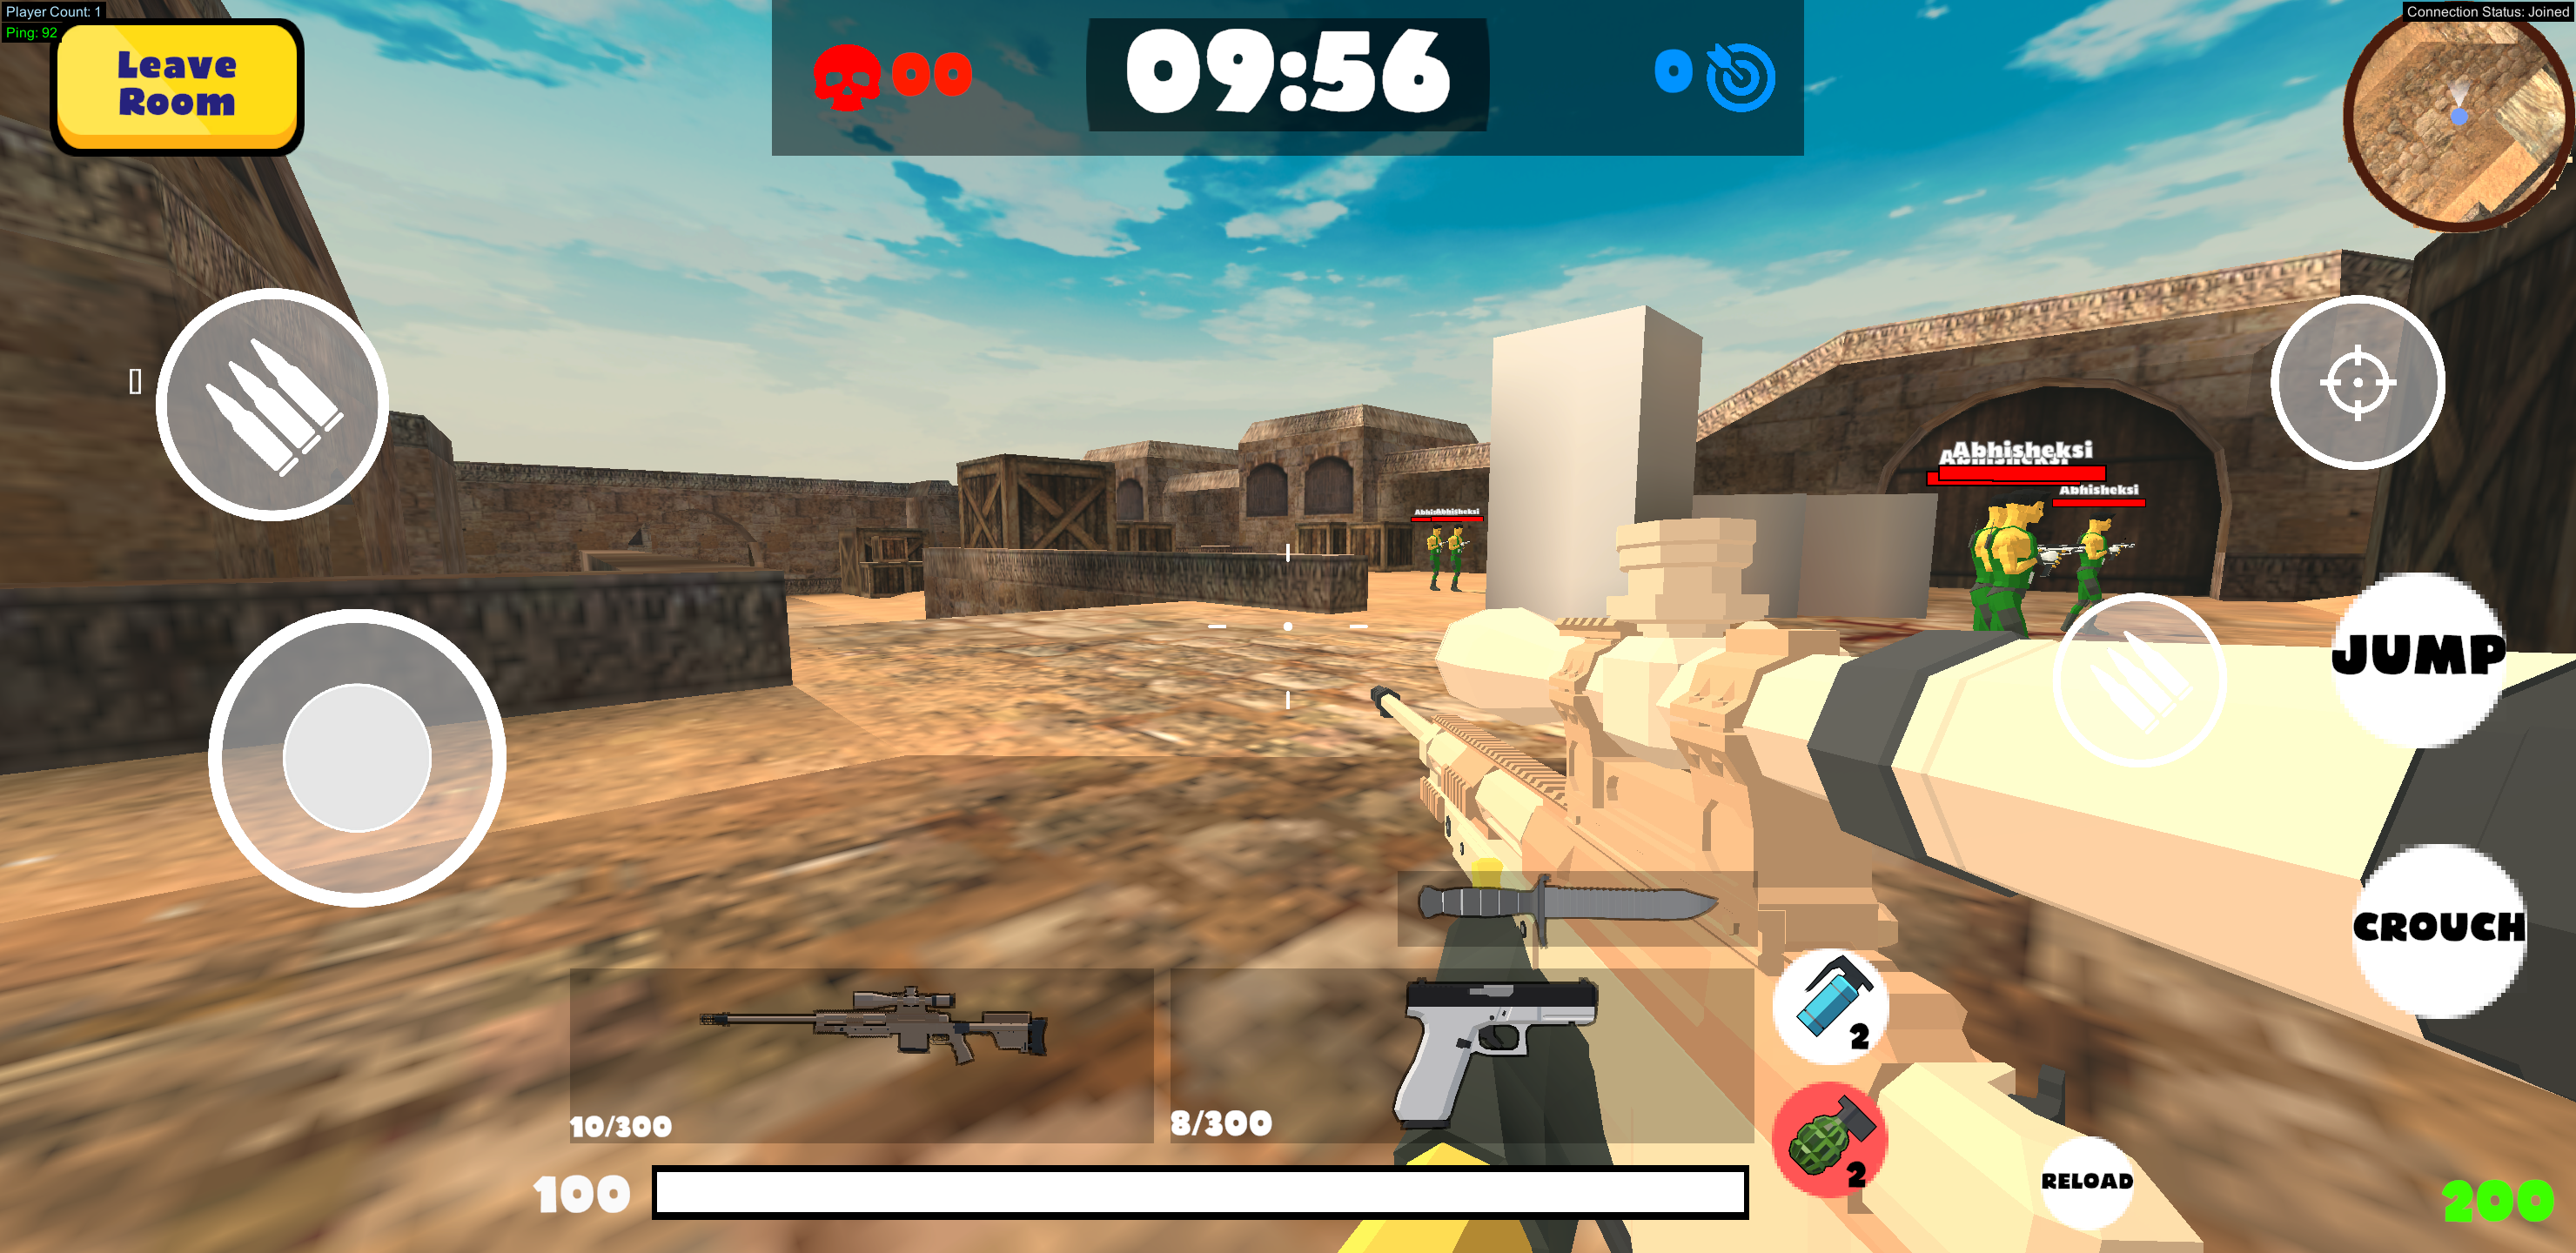 Player Count: 1
Connection Status: Joined
Ping: 92
Leave
Room
00
09:56
0
Abhisheksi
Abhisheksi
Abhisheksi
JUMP
CROUCH
2
10/300
8/300
2
RELOAD
100
200